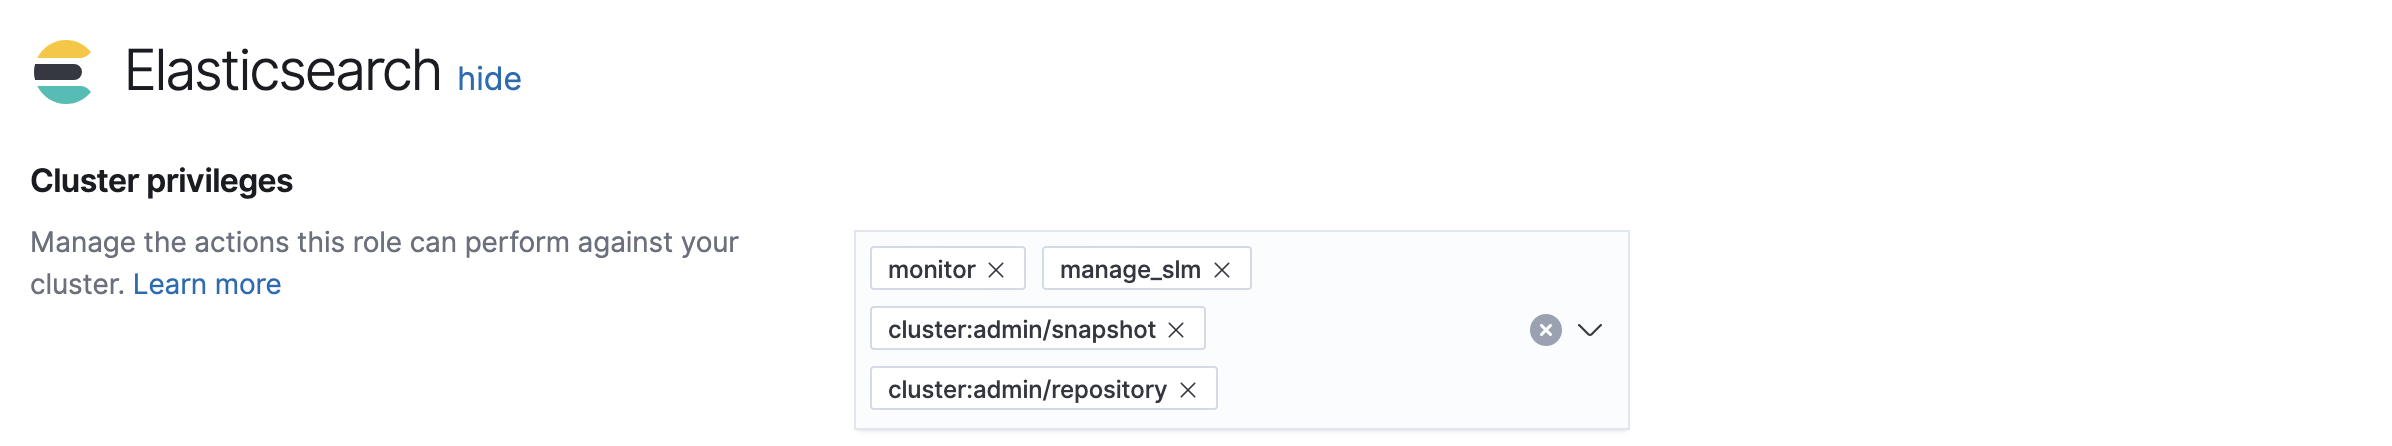 Elasticsearch hide
Cluster privileges
Manage the actions this role can perform against your
cluster. Learn more
monitor manage_slm
cluster:admin/snapshot
cluster:admin/repository